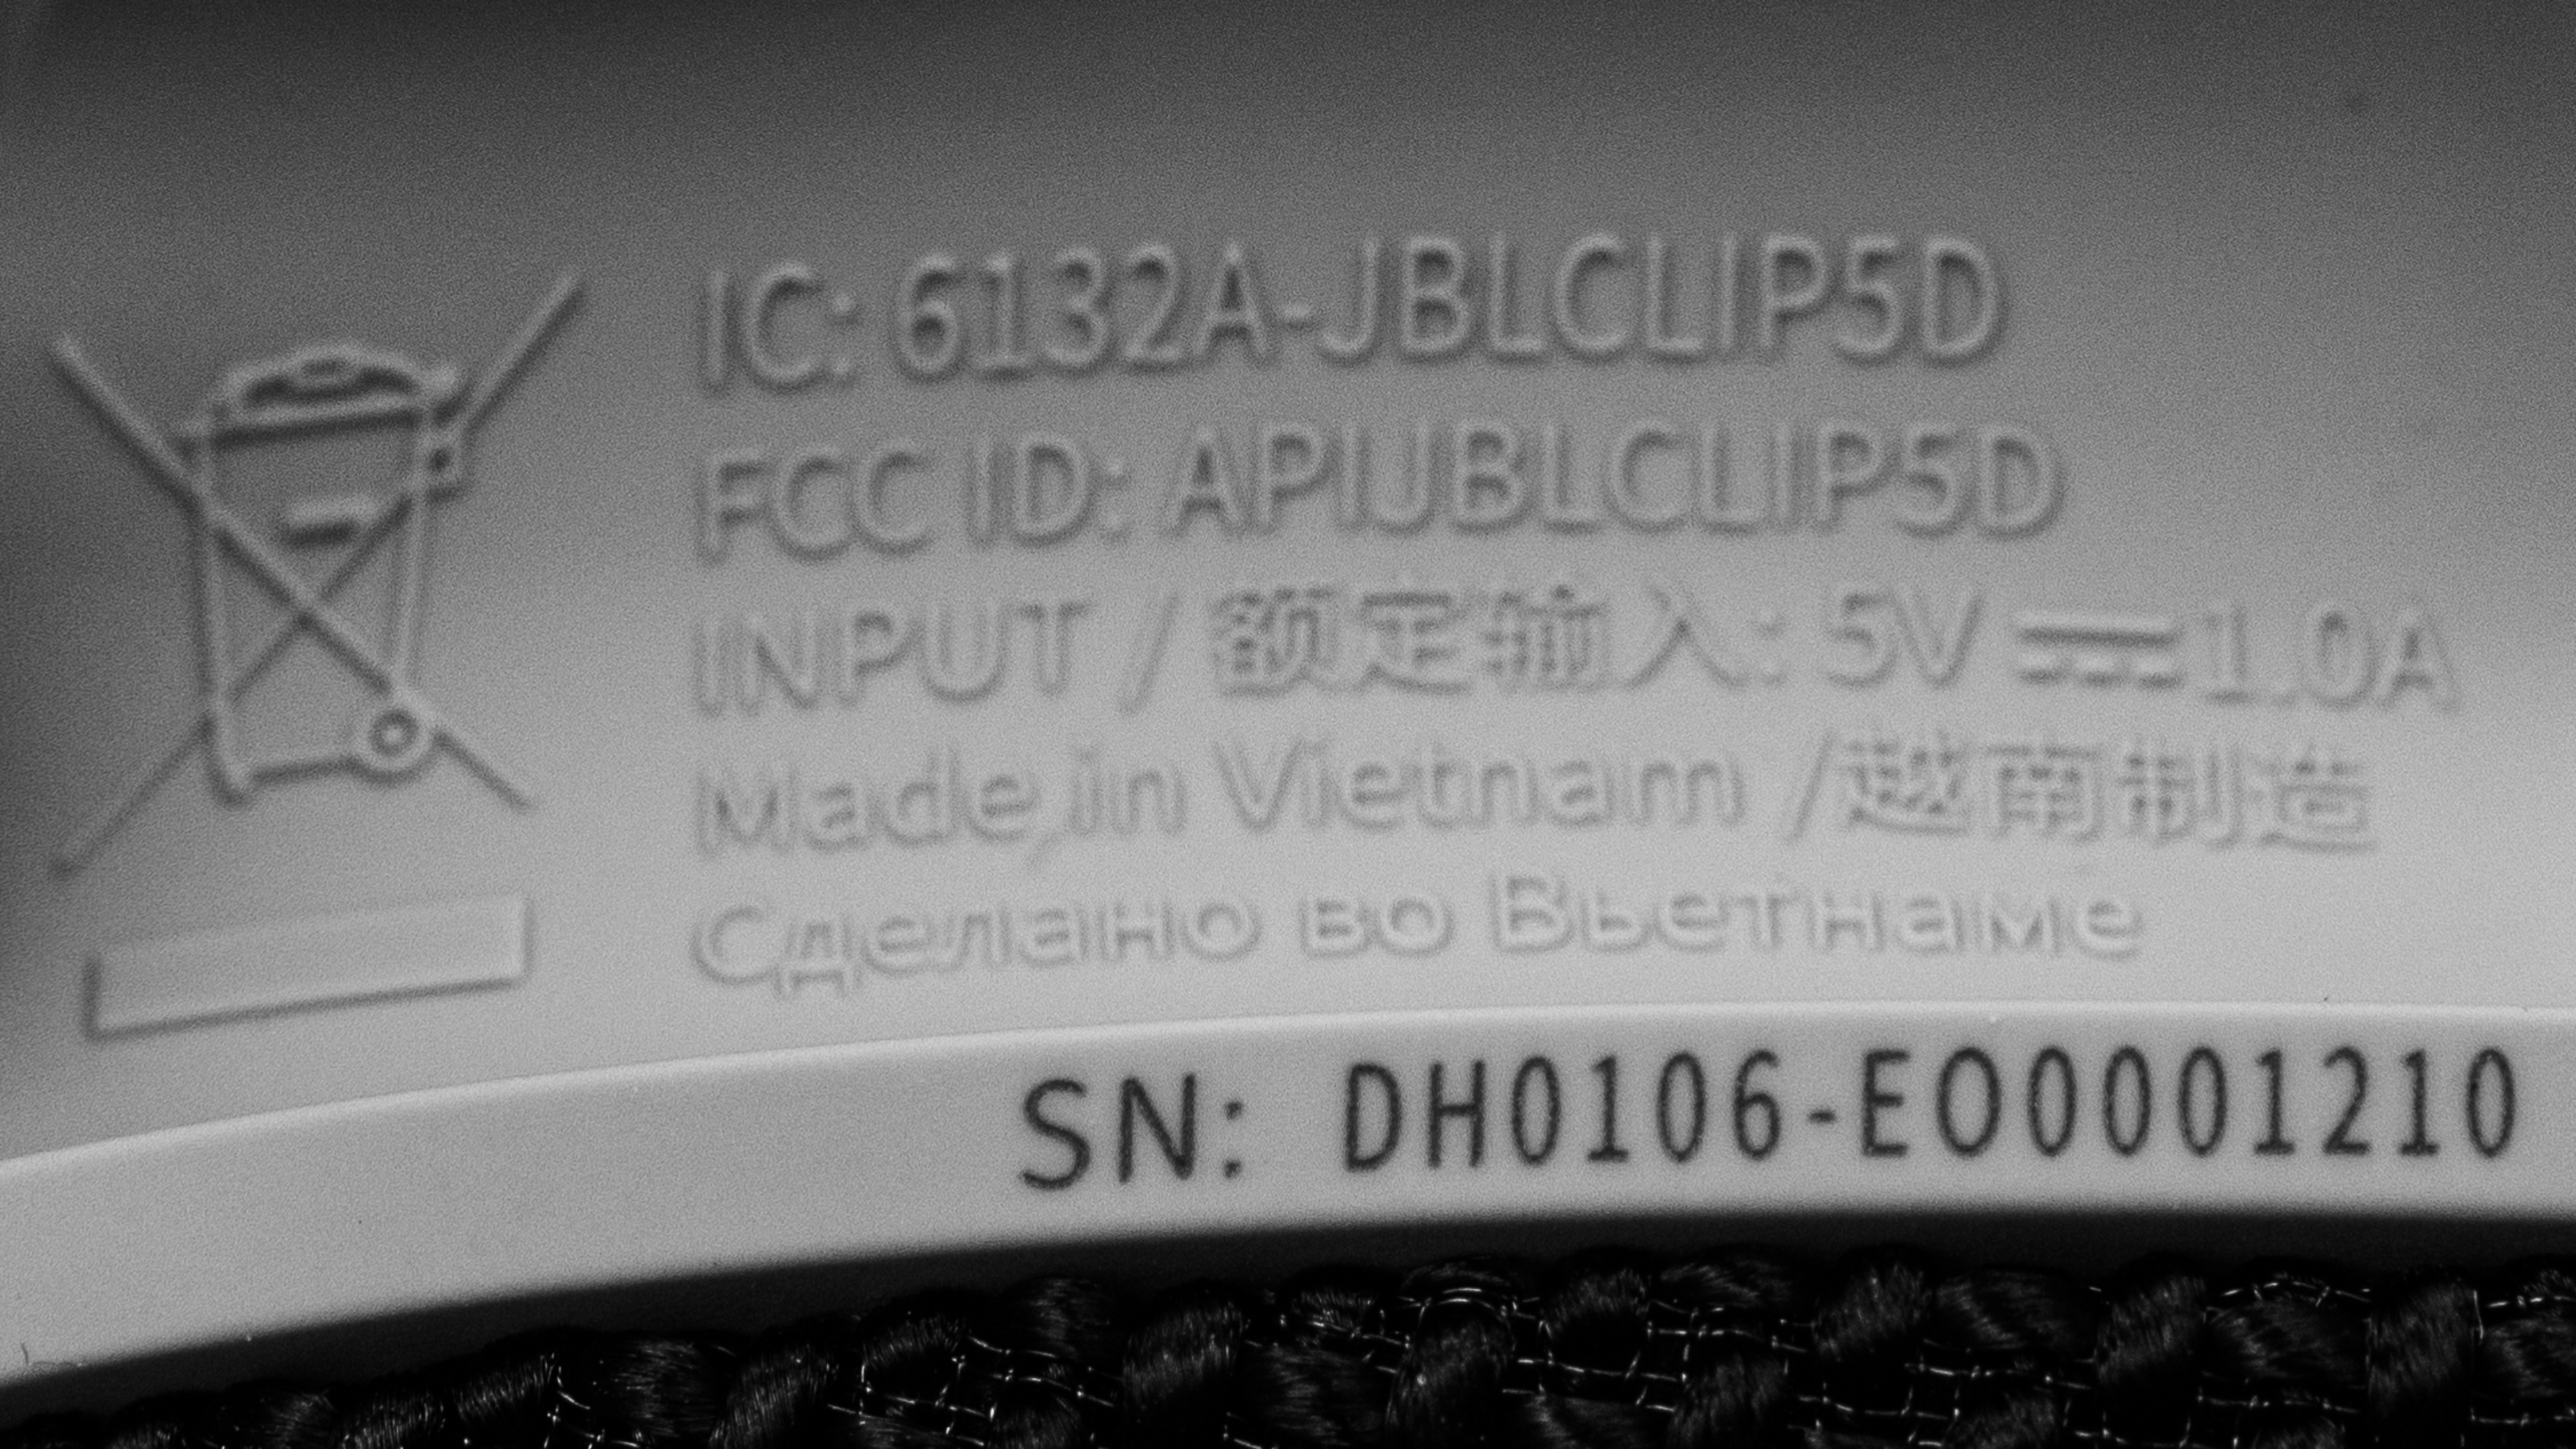 IC: 6132A-JBLCLIP5D
FCC ID: APIJBLCLIP5D
INPUT / 额定输入: 5V ⎓ 1.0A
Made in Vietnam / 越南制造
Сделано во Вьетнаме
SN: DH0106-EO0001210